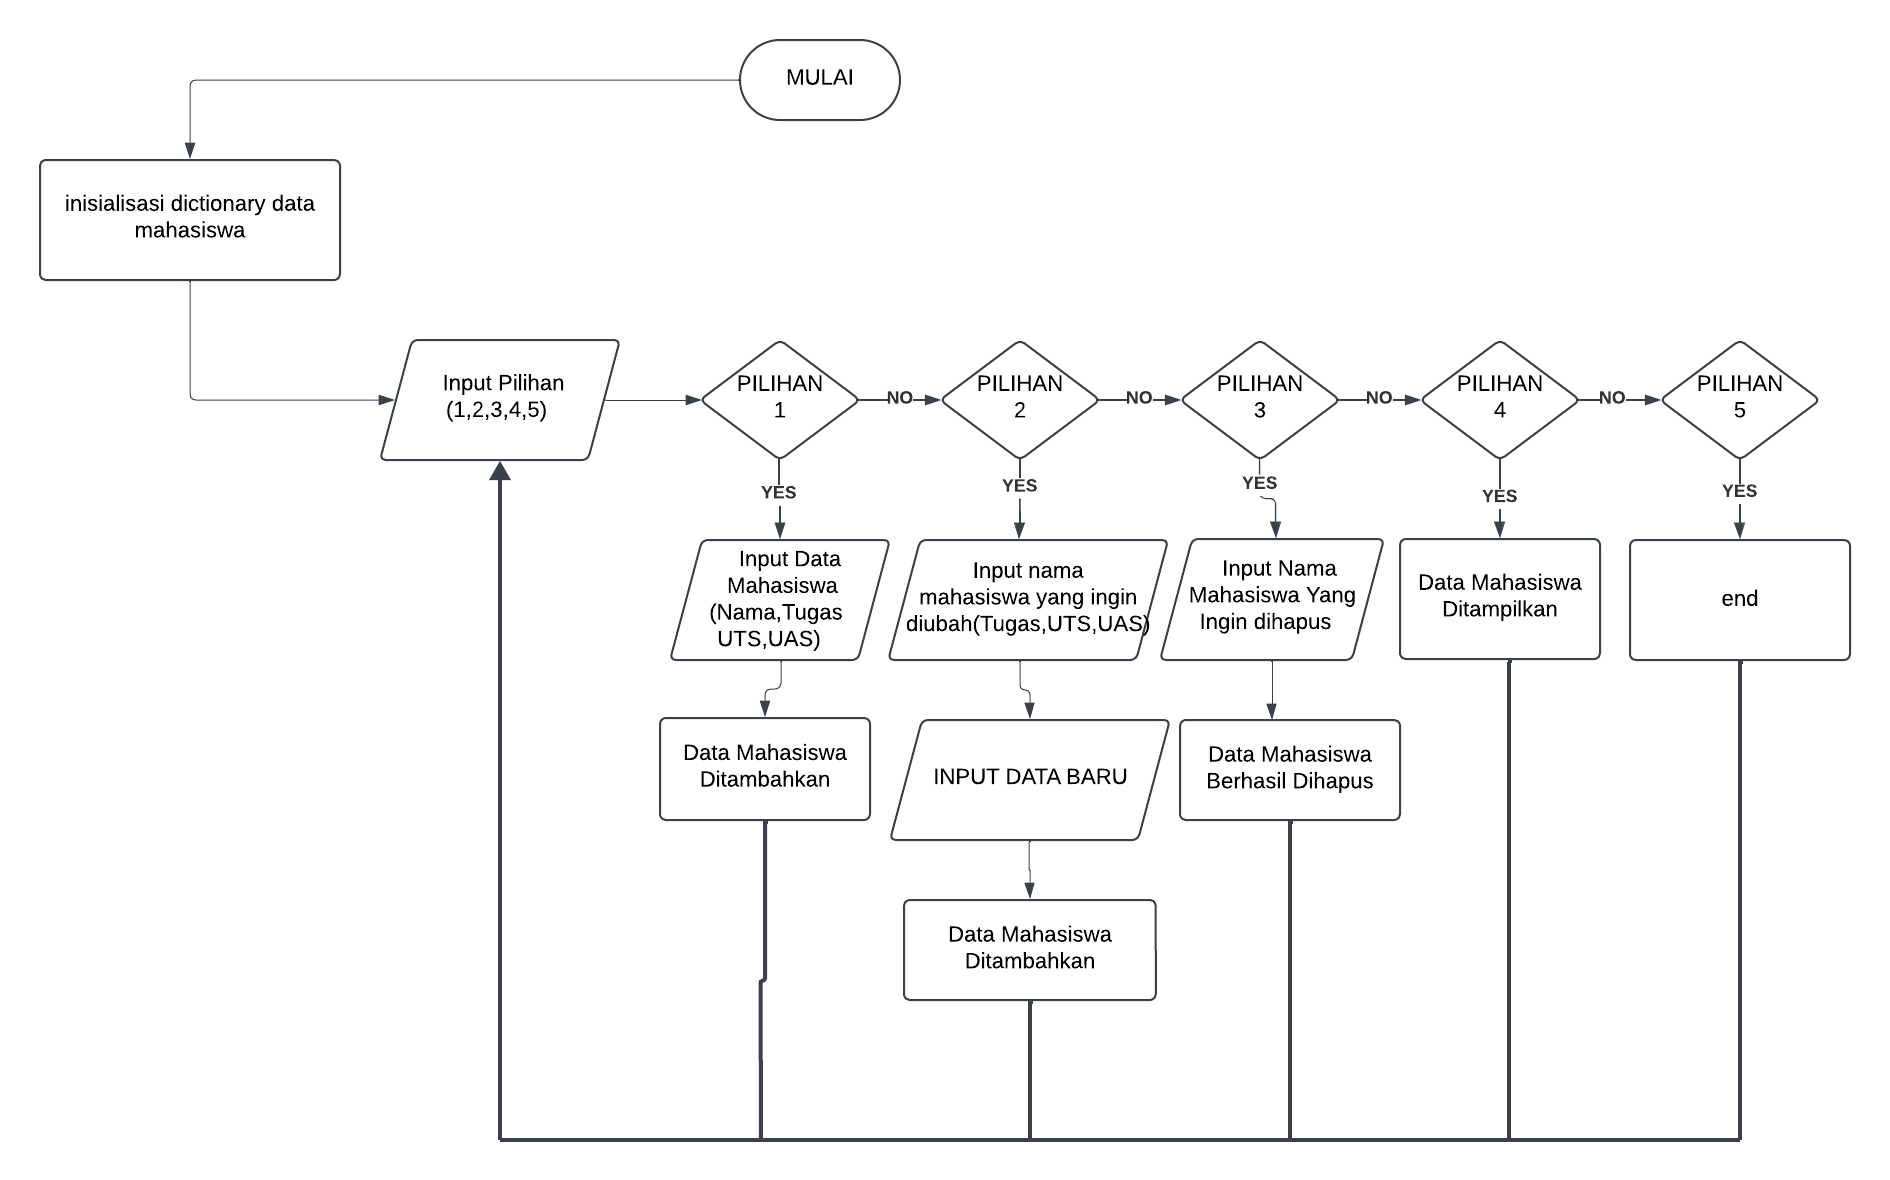 MULAI
inisialisasi dictionary data
mahasiswa
Input Pilihan
(1,2,3,4,5)
PILIHAN
1
NO
PILIHAN
2
NO
PILIHAN
3
NO
PILIHAN
4
NO
PILIHAN
5
YES
YES
YES
YES
YES
Input Data
Mahasiswa
(Nama,Tugas
UTS,UAS)
Input nama
mahasiswa yang ingin
diubah(Tugas,UTS,UAS)
Input Nama
Mahasiswa Yang
Ingin dihapus
Data Mahasiswa
Ditampilkan
end
Data Mahasiswa
Ditambahkan
INPUT DATA BARU
Data Mahasiswa
Berhasil Dihapus
Data Mahasiswa
Ditambahkan